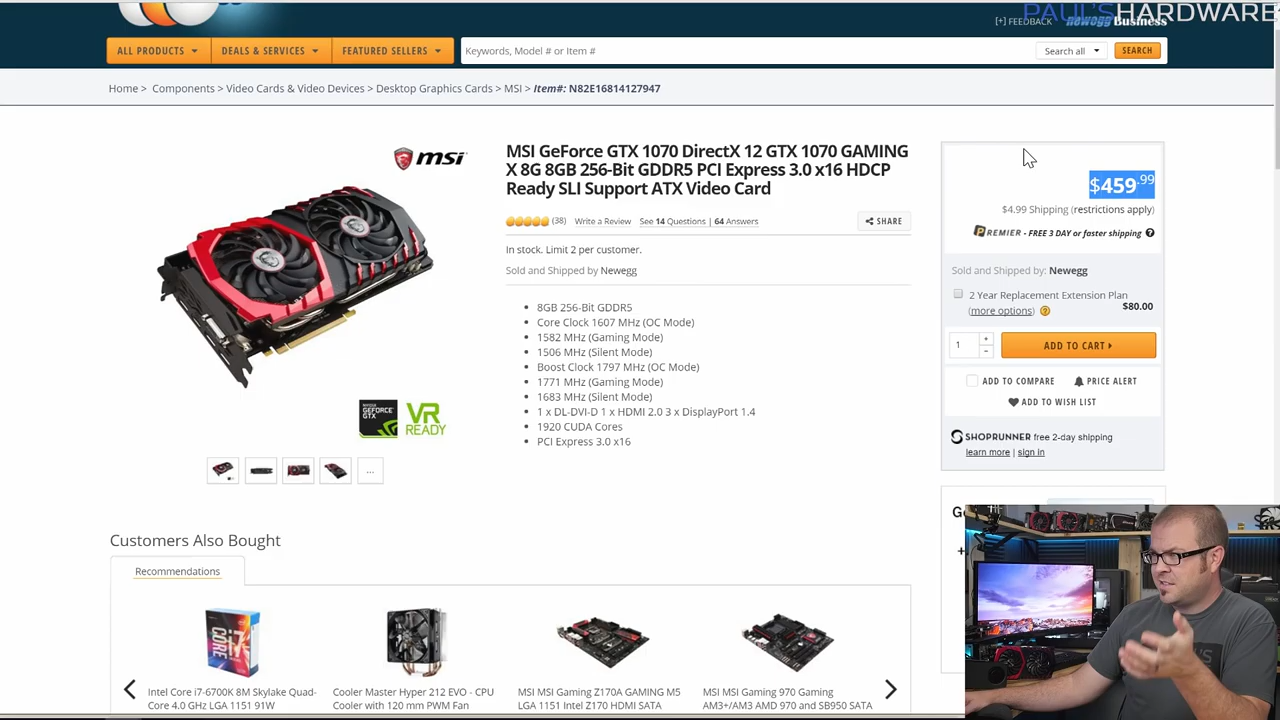 PAUL'SHARDWARE
[+] FEEDBACK newegg Business
ALL PRODUCTS DEALS & SERVICES FEATURED SELLERS Keywords, Model # or Item # Search all SEARCH
Home > Components > Video Cards & Video Devices > Desktop Graphics Cards > MSI > Item#: N82E16814127947
msi
MSI GeForce GTX 1070 DirectX 12 GTX 1070 GAMING
X 8G 8GB 256-Bit GDDR5 PCI Express 3.0 x16 HDCP
Ready SLI Support ATX Video Card
(38) Write a Review See 14 Questions | 64 Answers SHARE
In stock. Limit 2 per customer.
Sold and Shipped by Newegg
8GB 256-Bit GDDR5
Core Clock 1607 MHz (OC Mode)
1582 MHz (Gaming Mode)
1506 MHz (Silent Mode)
Boost Clock 1797 MHz (OC Mode)
1771 MHz (Gaming Mode)
1683 MHz (Silent Mode)
1 x DL-DVI-D 1 x HDMI 2.0 3 x DisplayPort 1.4
1920 CUDA Cores
PCI Express 3.0 x16
GEFORCE GTX
VR READY
...
$459.99
$4.99 Shipping (restrictions apply)
PREMIER - FREE 3 DAY or faster shipping ?
Sold and Shipped by: Newegg
2 Year Replacement Extension Plan
(more options) ? $80.00
1 + - ADD TO CART
ADD TO COMPARE PRICE ALERT
ADD TO WISH LIST
SHOPRUNNER free 2-day shipping
learn more | sign in
Customers Also Bought
Recommendations
CORE i7
Intel Core i7-6700K 8M Skylake Quad-
Core 4.0 GHz LGA 1151 91W
Cooler Master Hyper 212 EVO - CPU
Cooler with 120 mm PWM Fan
MSI MSI Gaming Z170A GAMING M5
LGA 1151 Intel Z170 HDMI SATA
MSI MSI Gaming 970 Gaming
AM3+/AM3 AMD 970 and SB950 SATA